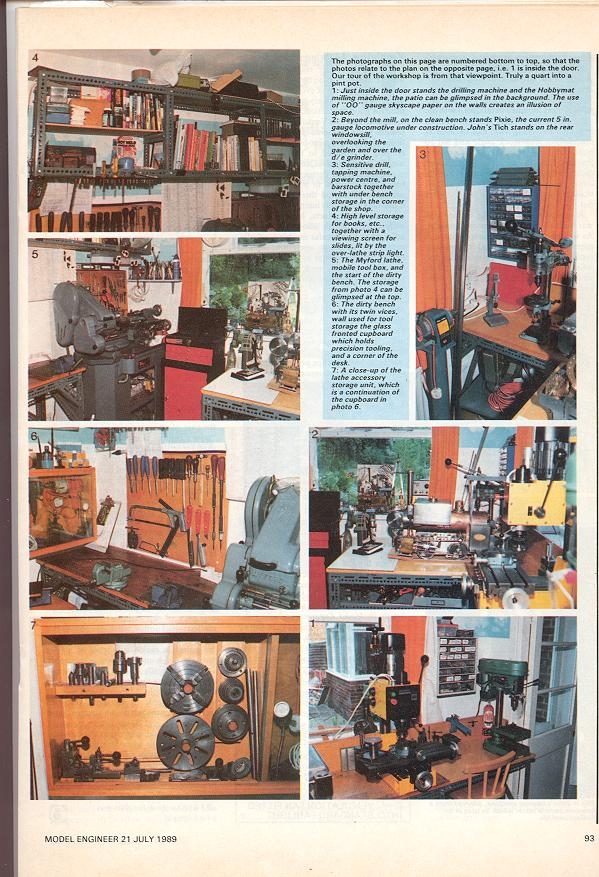 4
The photographs on this page are numbered bottom to top, so that the
photos relate to the plan on the opposite page, i.e. 1 is inside the door.
Our tour of the workshop is from that viewpoint. Truly a quart into a
pint pot.
1: Just inside the door stands the drilling machine and the Hobbymat
milling machine, the patio can be glimpsed in the background. The use
of "OO" gauge skyscape paper on the walls creates an illusion of
space.
2: Beyond the mill, on the clean bench stands Pixie, the current 5 in.
gauge locomotive under construction. John's Tich stands on the rear
windowsill,
overlooking the
garden and over the
d/e grinder.
3: Sensitive drill,
tapping machine,
power centre, and
barstock together
with under bench
storage in the corner
of the shop.
4: High level storage
for books, etc.,
together with a
viewing screen for
slides, lit by the
over-lathe strip light.
5: The Myford lathe,
mobile tool box, and
the start of the dirty
bench. The storage
from photo 4 can be
glimpsed at the top.
6: The dirty bench
with its twin vices,
wall used for tool
storage the glass
fronted cupboard
which holds
precision tooling,
and a corner of the
desk.
7: A close-up of the
lathe accessory
storage unit, which
is a continuation of
the cupboard in
photo 6.
3
5
6
2
7
1
MODEL ENGINEER 21 JULY 1989
93